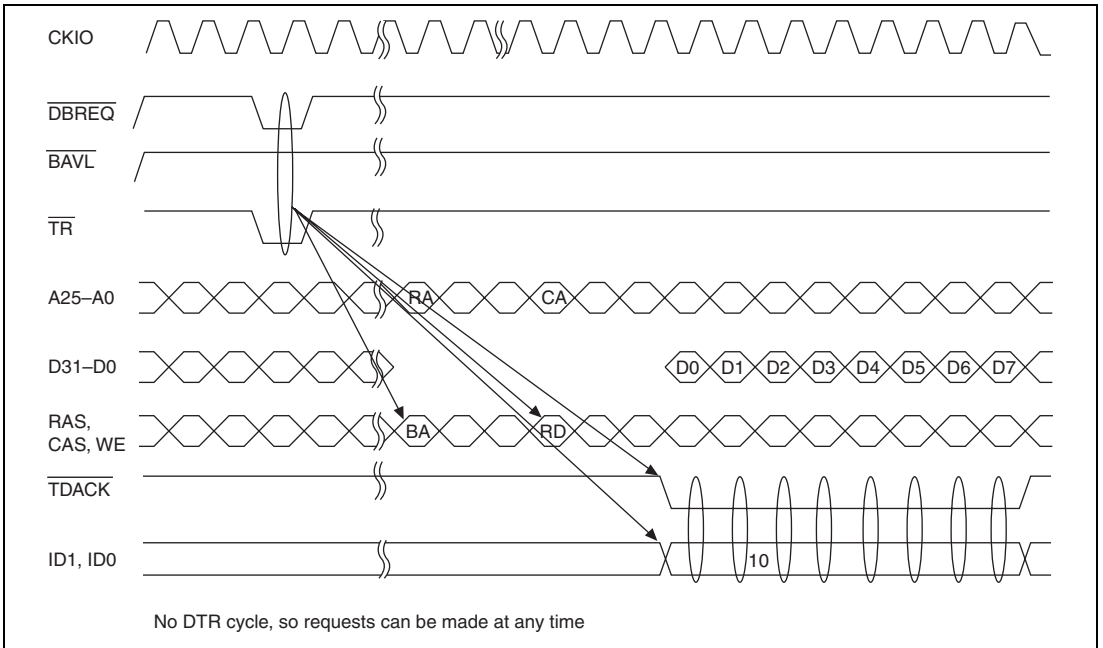 CKIO
DBREQ
BAVL
TR
A25–A0 RA CA
D31–D0 D0 D1 D2 D3 D4 D5 D6 D7
RAS,
CAS, WE BA RD
TDACK
ID1, ID0 10
No DTR cycle, so requests can be made at any time